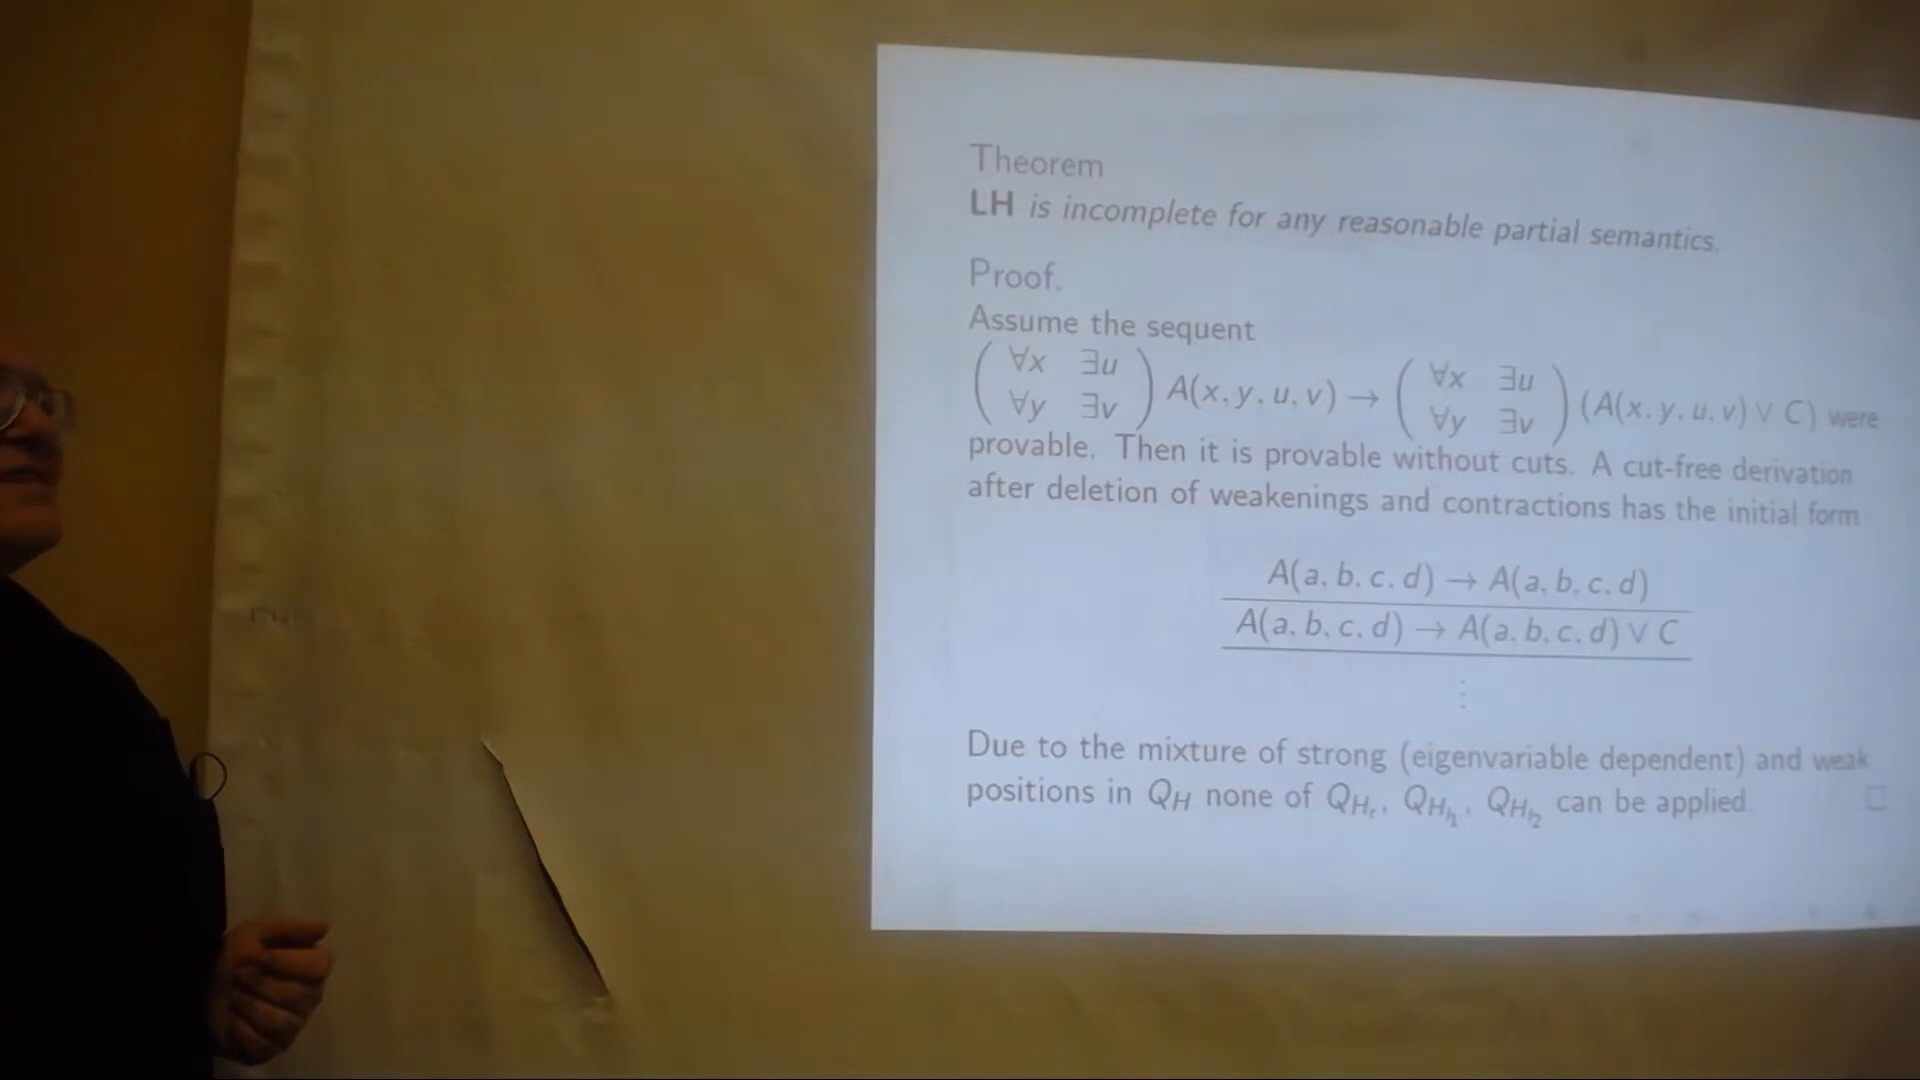 Theorem
LH is incomplete for any reasonable partial semantics.
Proof.
Assume the sequent
( ∀x ∃u ) A(x, y, u, v) → ( ∀x ∃u ) (A(x, y, u, v) ∨ C) were
( ∀y ∃v ) ( ∀y ∃v )
provable. Then it is provable without cuts. A cut-free derivation
after deletion of weakenings and contractions has the initial form
A(a, b, c, d) → A(a, b, c, d)
A(a, b, c, d) → A(a, b, c, d) ∨ C
⋮
Due to the mixture of strong (eigenvariable dependent) and weak
positions in Q_H none of Q_{H_r}, Q_{H_{l_1}}, Q_{H_{l_2}} can be applied. □